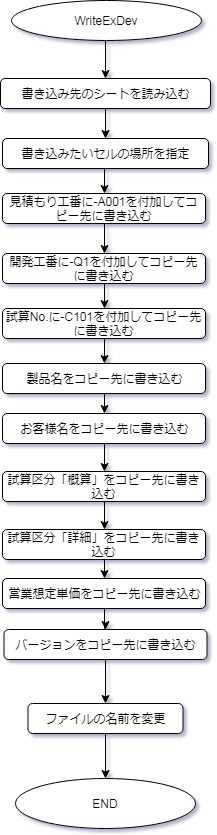 WriteExDev
書き込み先のシートを読み込む
書き込みたいセルの場所を指定
見積もり工番に-A001を付加してコ
ピー先に書き込む
開発工番に-Q1を付加してコピー先
に書き込む
試算No.に-C101を付加してコピー先
に書き込む
製品名をコピー先に書き込む
お客様名をコピー先に書き込む
試算区分「概算」をコピー先に書き
込む
試算区分「詳細」をコピー先に書き
込む
営業想定単価をコピー先に書き込む
バージョンをコピー先に書き込む
ファイルの名前を変更
END